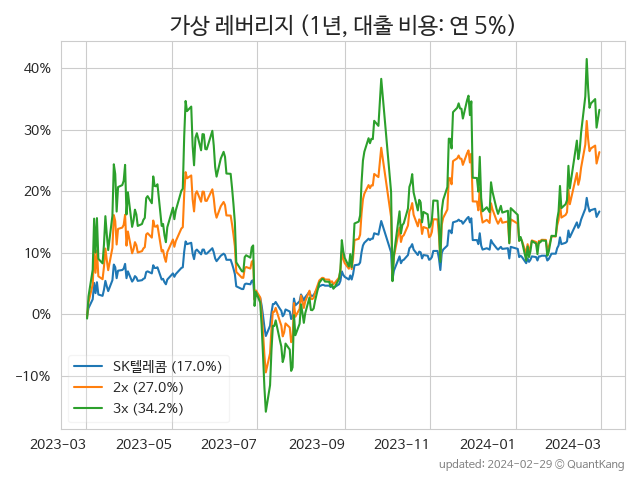 가상 레버리지 (1년, 대출 비용: 연 5%)
40%
30%
20%
10%
0%
−10%
SK텔레콤 (17.0%)
2x (27.0%)
3x (34.2%)
2023-03 2023-05 2023-07 2023-09 2023-11 2024-01 2024-03
updated: 2024-02-29 ⓒ QuantKang